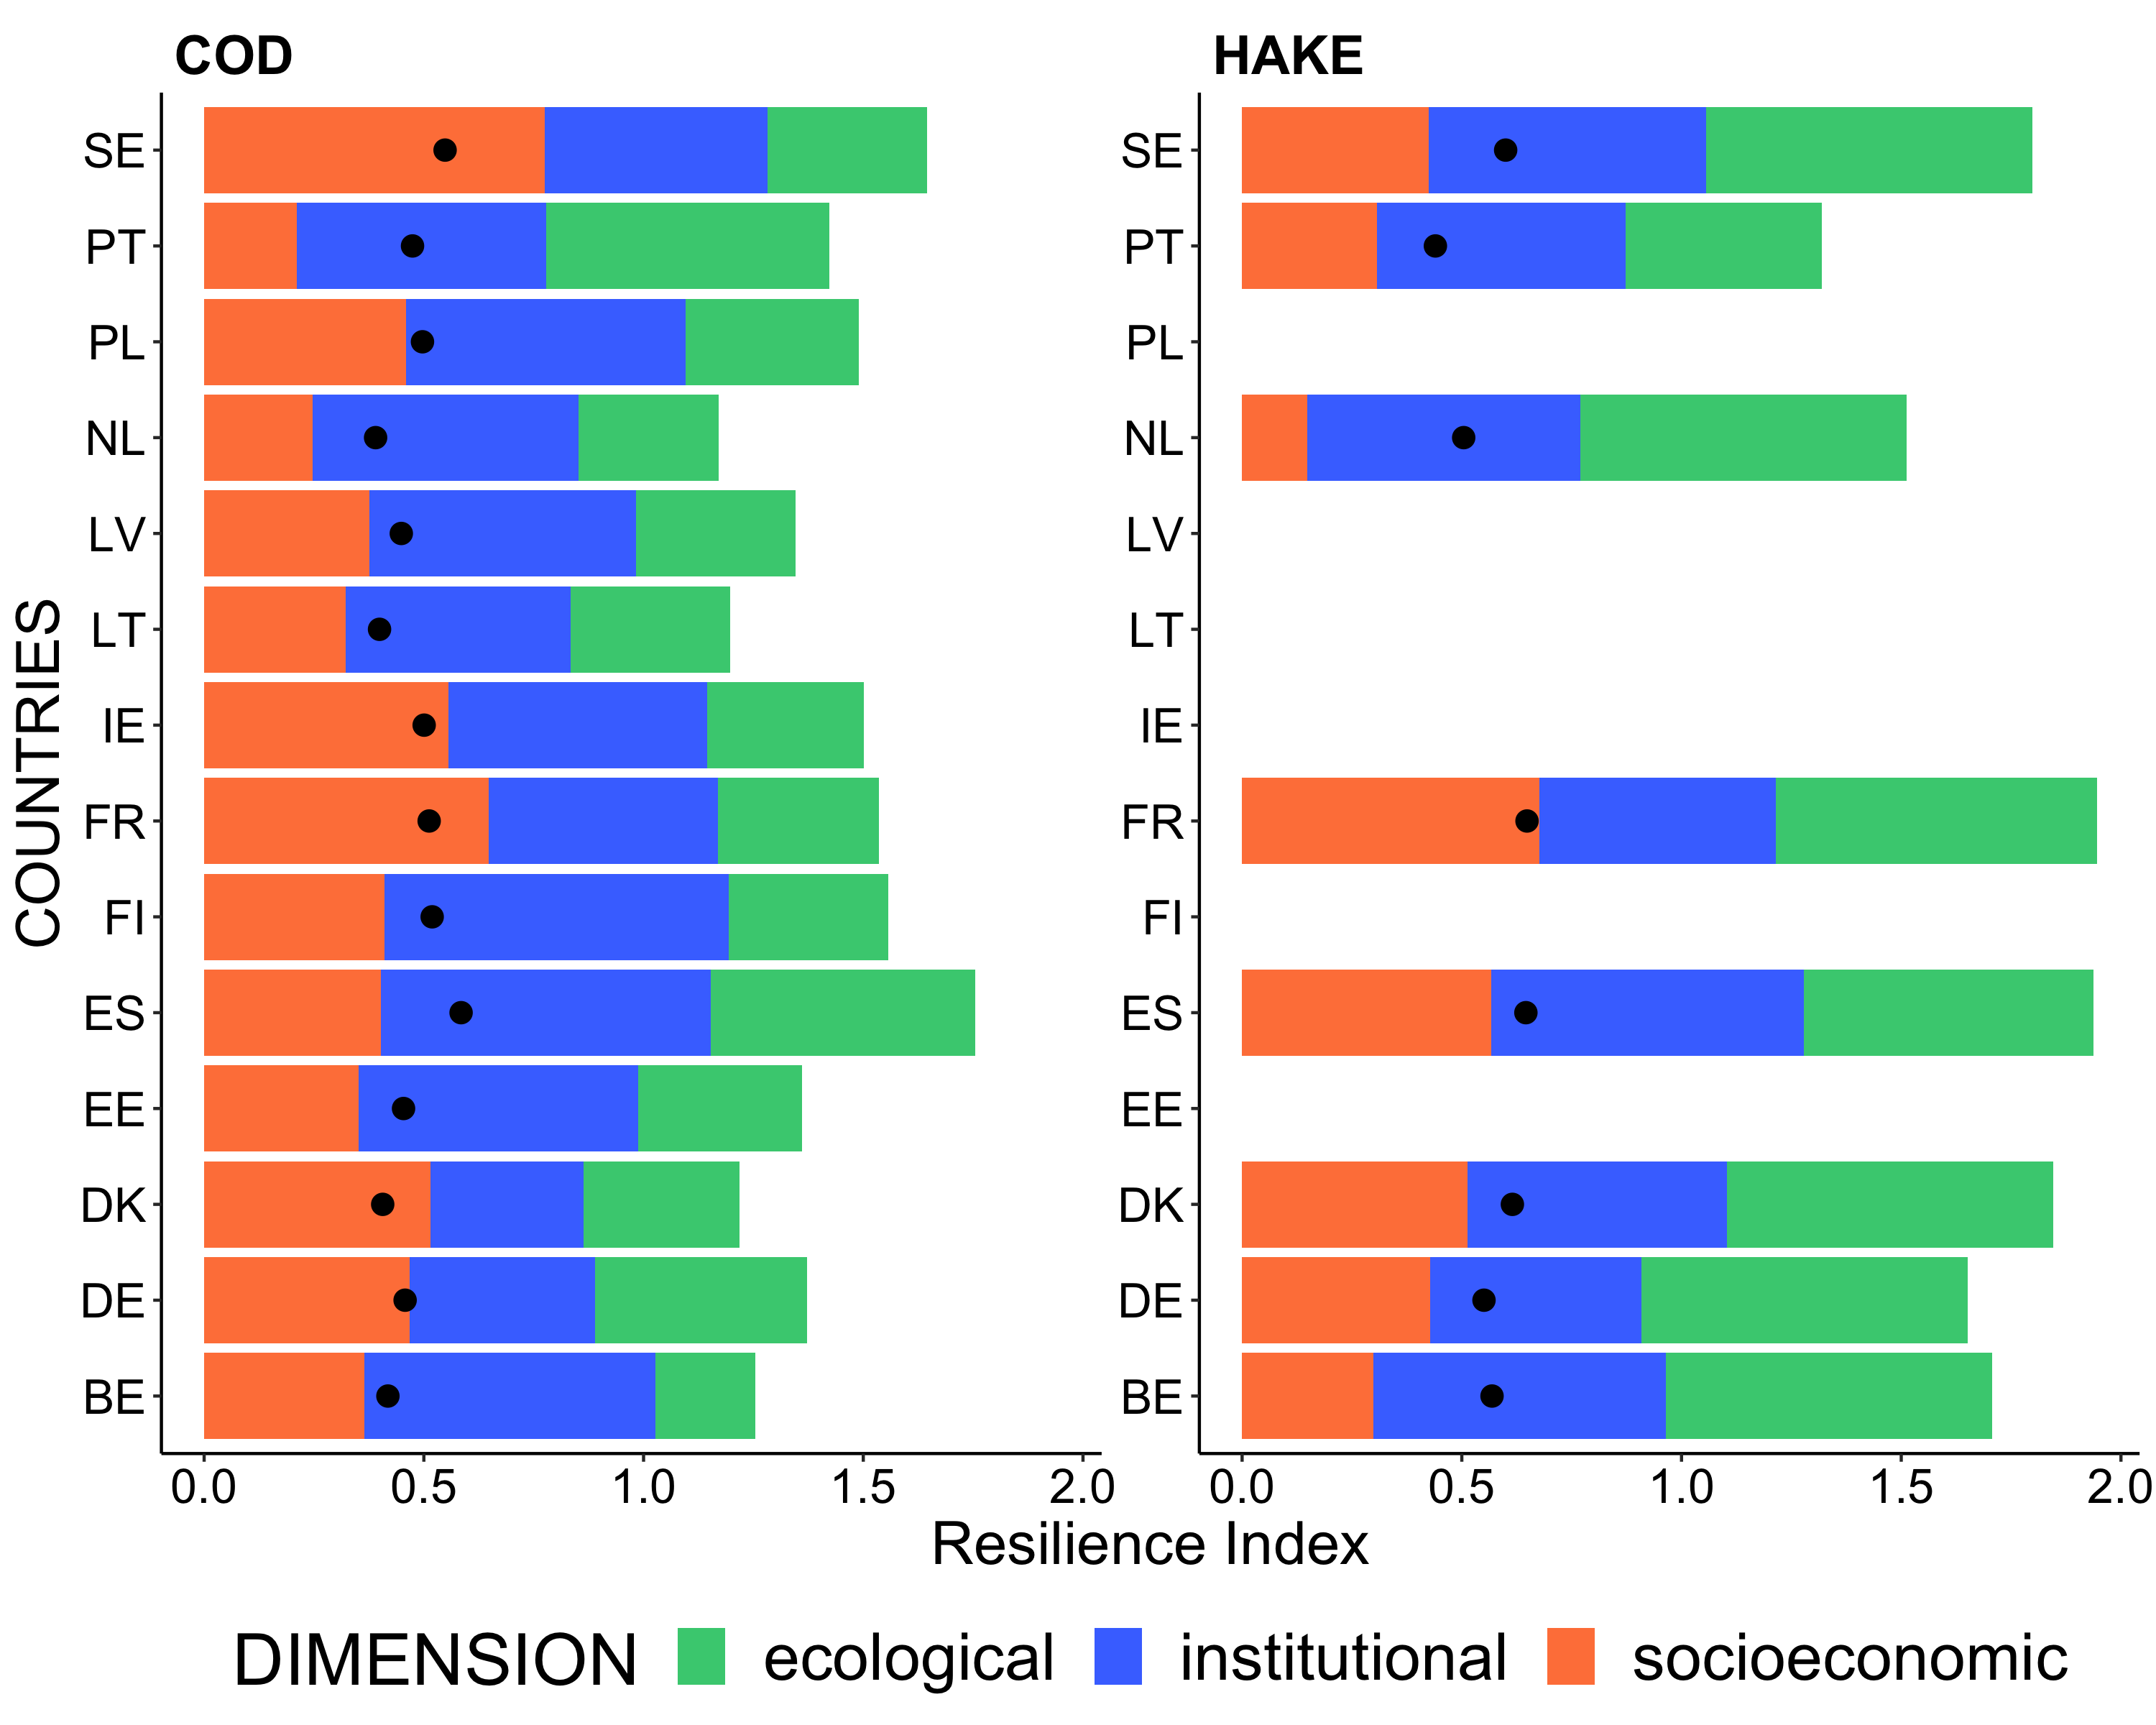 COD
HAKE
COUNTRIES
SE
PT
PL
NL
LV
LT
IE
FR
FI
ES
EE
DK
DE
BE
0.0 0.5 1.0 1.5 2.0
SE
PT
PL
NL
LV
LT
IE
FR
FI
ES
EE
DK
DE
BE
0.0 0.5 1.0 1.5 2.0
Resilience Index
DIMENSION ecological institutional socioeconomic